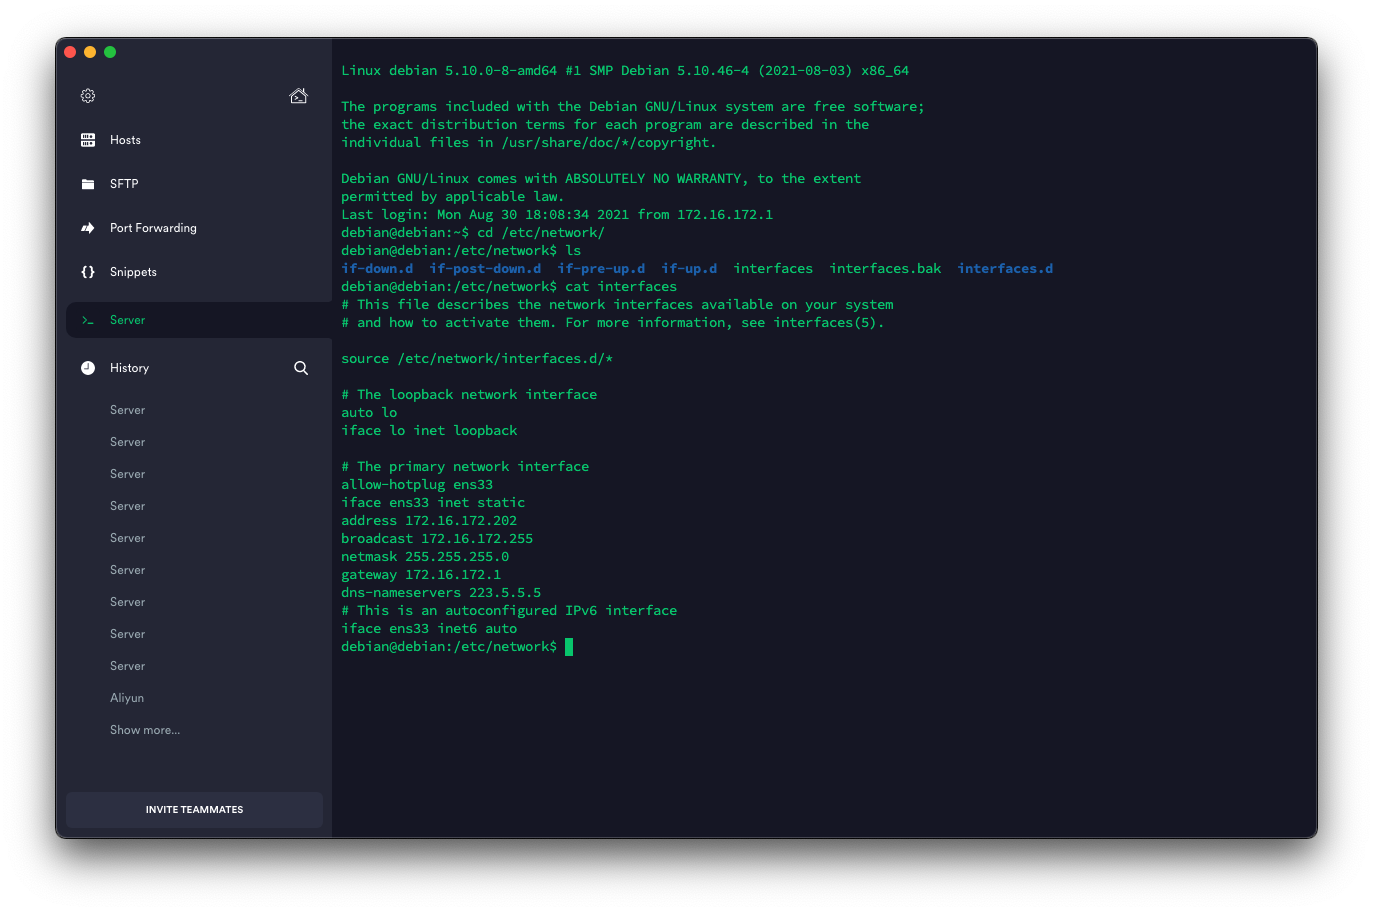 Hosts
SFTP
Port Forwarding
Snippets
Server
History
Server
Server
Server
Server
Server
Server
Server
Server
Server
Aliyun
Show more...
INVITE TEAMMATES
Linux debian 5.10.0-8-amd64 #1 SMP Debian 5.10.46-4 (2021-08-03) x86_64
The programs included with the Debian GNU/Linux system are free software;
the exact distribution terms for each program are described in the
individual files in /usr/share/doc/*/copyright.
Debian GNU/Linux comes with ABSOLUTELY NO WARRANTY, to the extent
permitted by applicable law.
Last login: Mon Aug 30 18:08:34 2021 from 172.16.172.1
debian@debian:~$ cd /etc/network/
debian@debian:/etc/network$ ls
if-down.d  if-post-down.d  if-pre-up.d  if-up.d  interfaces  interfaces.bak  interfaces.d
debian@debian:/etc/network$ cat interfaces
# This file describes the network interfaces available on your system
# and how to activate them. For more information, see interfaces(5).
source /etc/network/interfaces.d/*
# The loopback network interface
auto lo
iface lo inet loopback
# The primary network interface
allow-hotplug ens33
iface ens33 inet static
address 172.16.172.202
broadcast 172.16.172.255
netmask 255.255.255.0
gateway 172.16.172.1
dns-nameservers 223.5.5.5
# This is an autoconfigured IPv6 interface
iface ens33 inet6 auto
debian@debian:/etc/network$